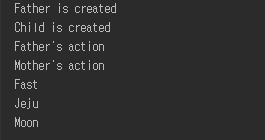 Father is created
Child is created
Father's action
Mother's action
Fast
Jeju
Moon